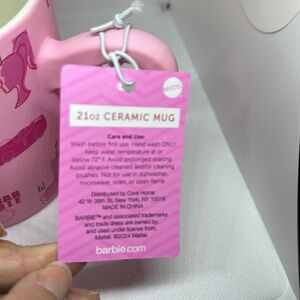 MATTEL
21oz CERAMIC MUG
Care and Use:
Wash before first use. Hand wash ONLY.
Keep water temperature at or
below 72° F. Avoid prolonged soaking.
Avoid abrasive cleaners and/or cleaning
brushes. Not for use in dishwasher,
microwave, oven, or open flame.
Distributed by Core Home
42 W 39th St, New York, NY 10018
MADE IN CHINA
BARBIE™ and associated trademarks
and trade dress are owned by,
and used under license from,
Mattel. ©2024 Mattel.
barbie.com